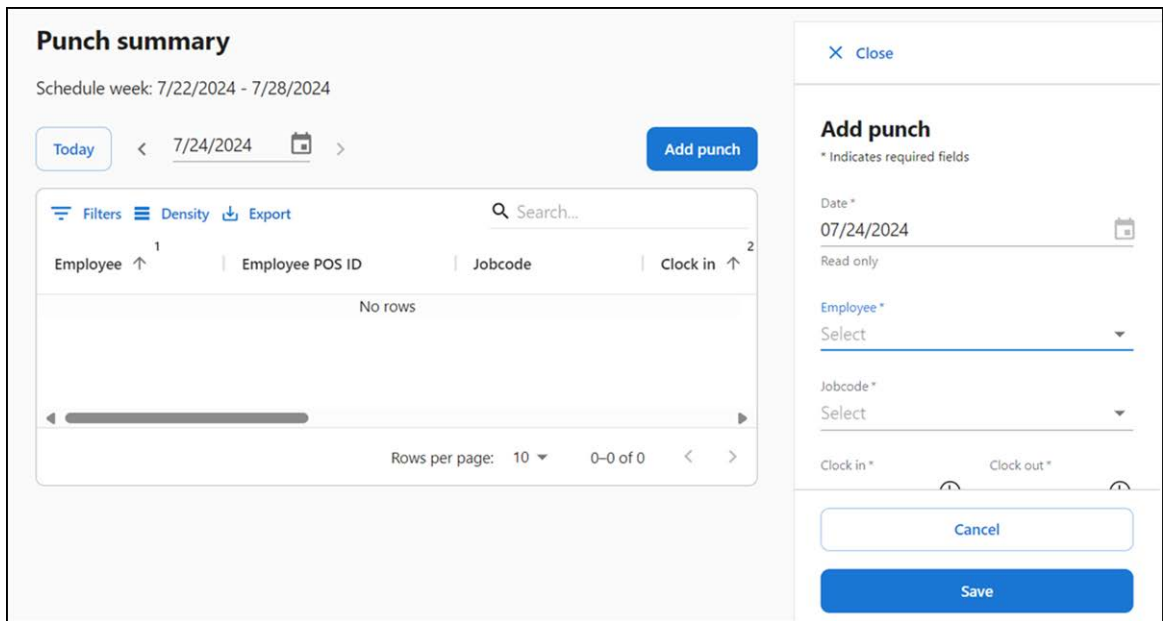 Punch summary
Schedule week: 7/22/2024 - 7/28/2024
Today
7/24/2024
Add punch
Filters
Density
Export
Search...
Employee 1
Employee POS ID
Jobcode
Clock in 2
No rows
Rows per page: 10
0–0 of 0
Close
Add punch
* Indicates required fields
Date *
07/24/2024
Read only
Employee *
Select
Jobcode *
Select
Clock in * Clock out *
Cancel
Save